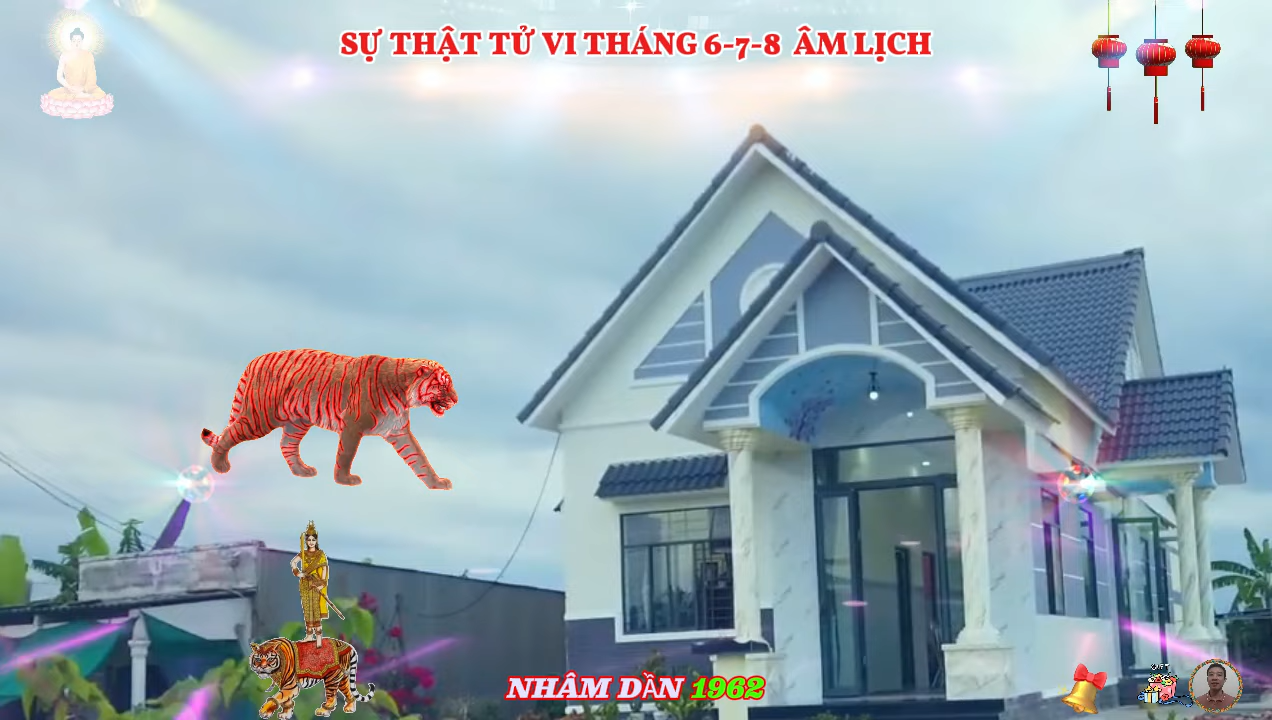 SỰ THẬT TỬ VI THÁNG 6-7-8 ÂM LỊCH
NHÂM DẦN 1962